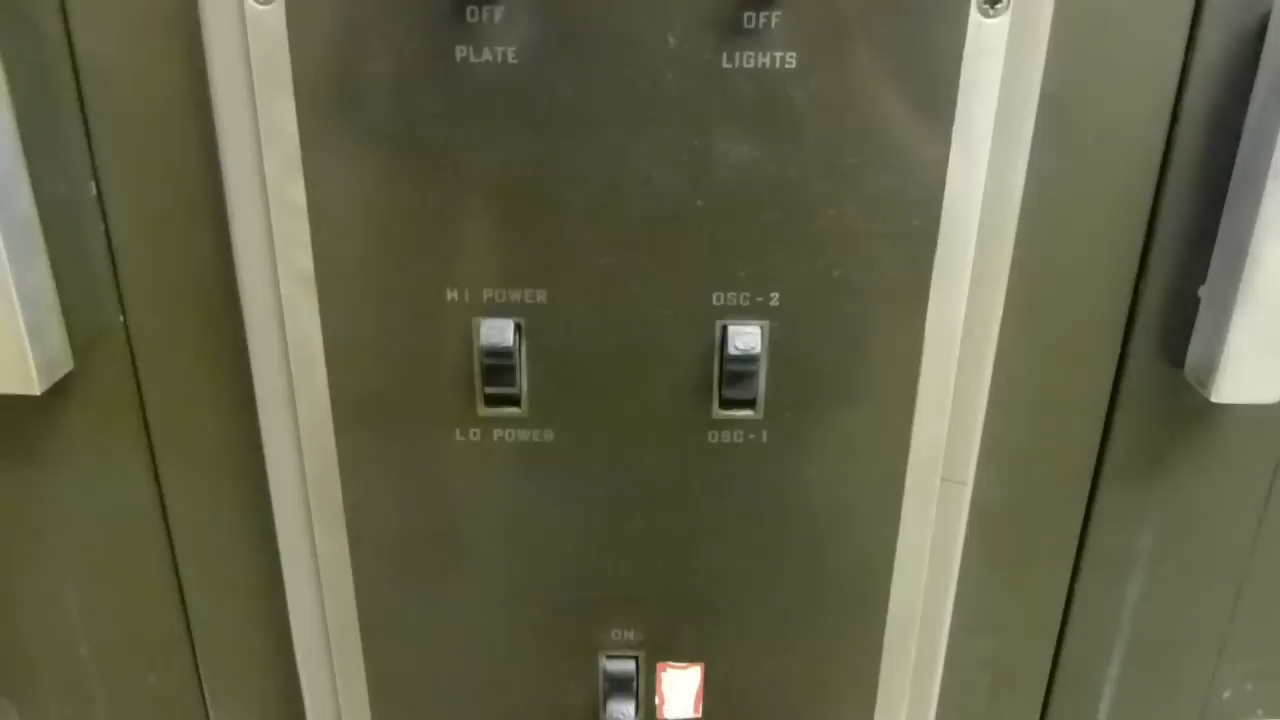 OFF
OFF
PLATE
LIGHTS
HI POWER
OSC-2
LO POWER
OSC-1
ON